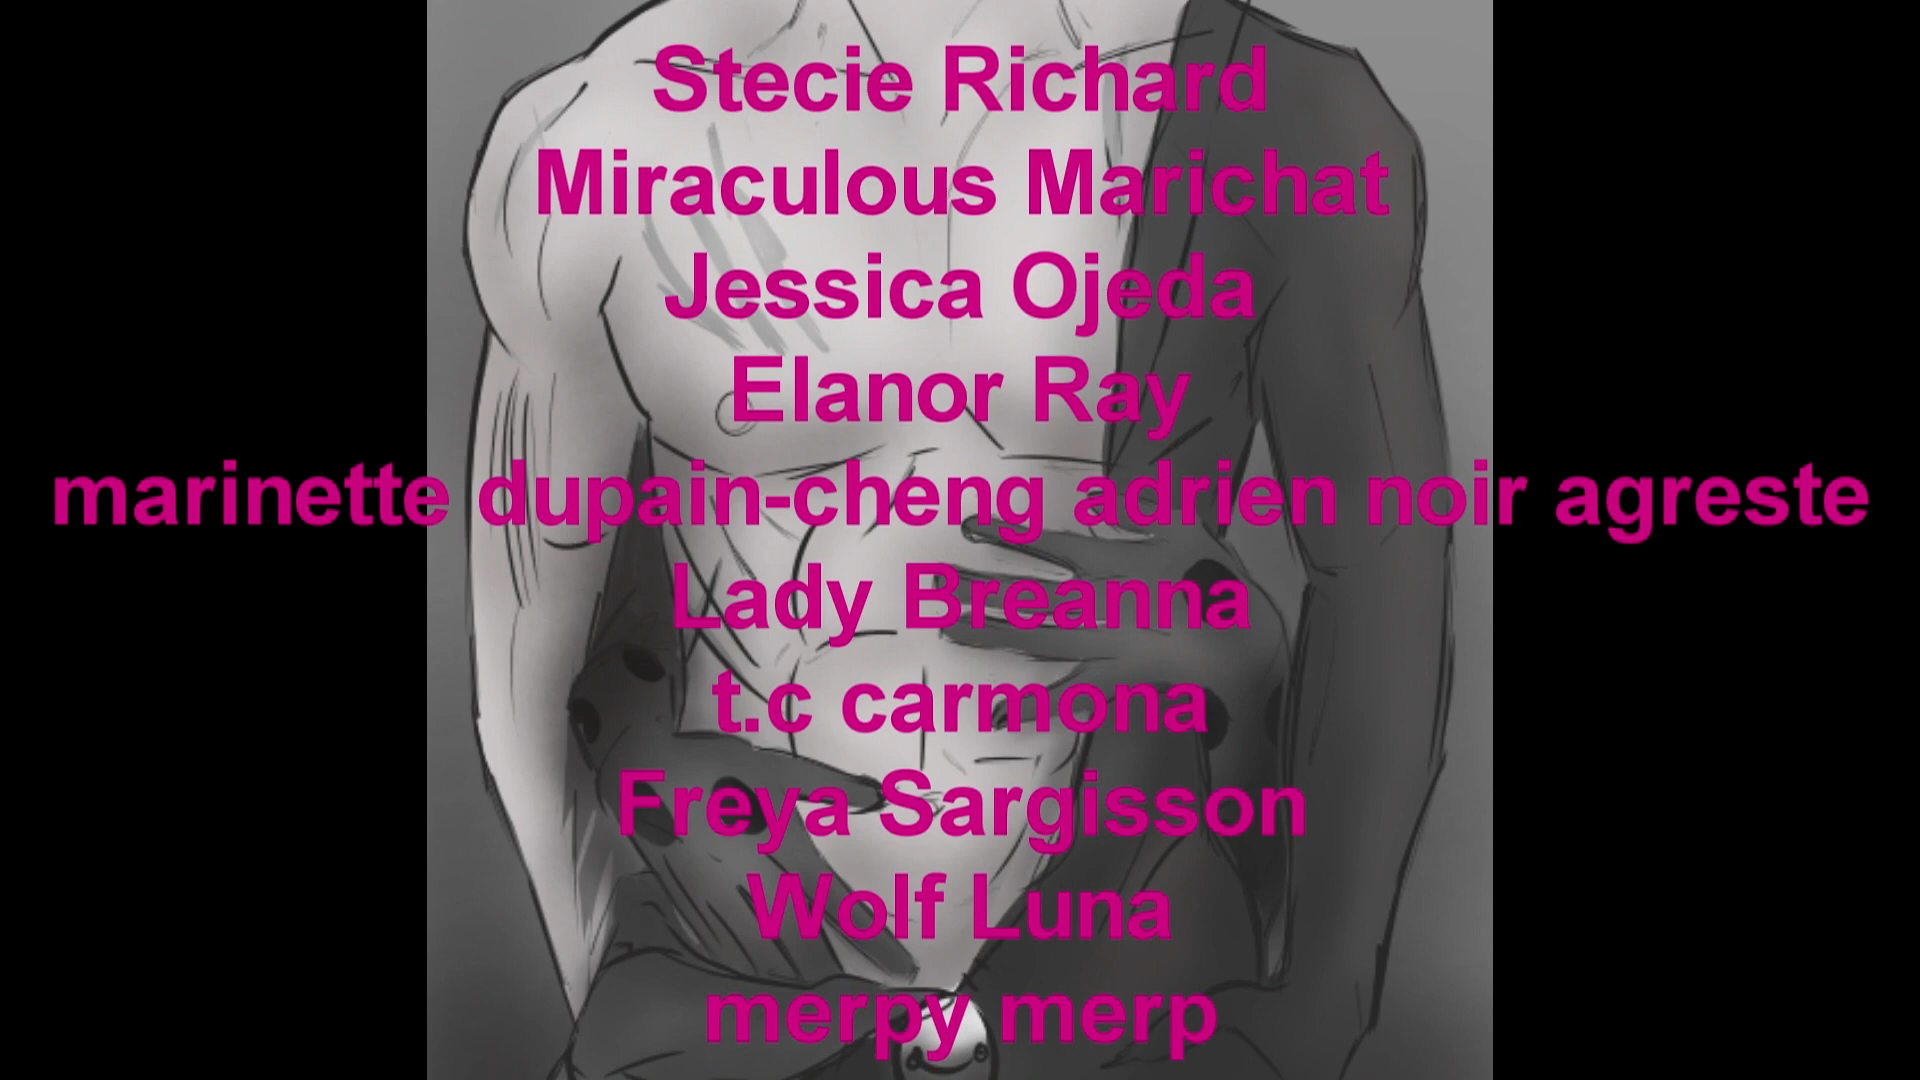 Stecie Richard
Miraculous Marichat
Jessica Ojeda
Elanor Ray
marinette dupain-cheng adrien noir agreste
Lady Breanna
t.c carmona
Freya Sargisson
Wolf Luna
merpy merp